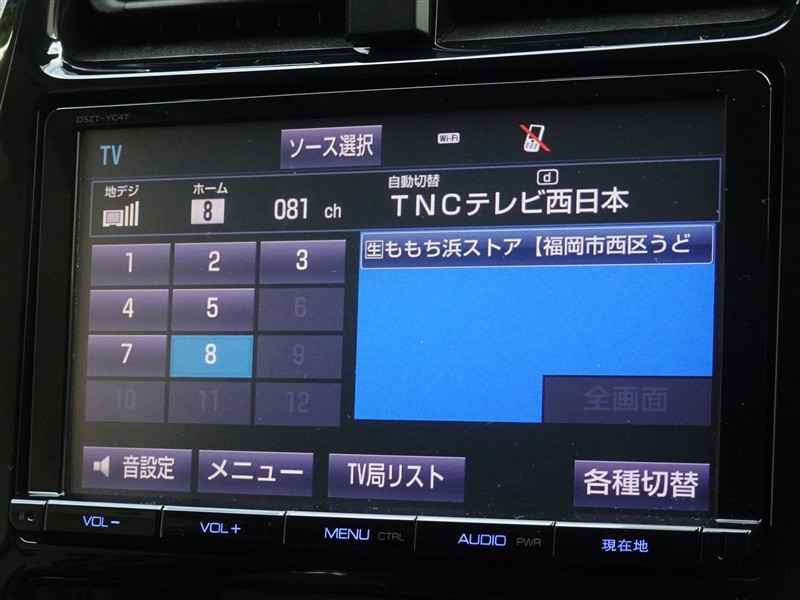 DSZT-YC4T
TV
ソース選択
Wi-Fi
地デジ
ホーム
8
081 ch
自動切替
d
TNCテレビ西日本
1 2 3
4 5 6
7 8 9
10 11 12
生 ももち浜ストア【福岡市西区うど
全画面
音設定
メニュー
TV局リスト
各種切替
VOL−
VOL+
MENU CTRL
AUDIO PWR
現在地